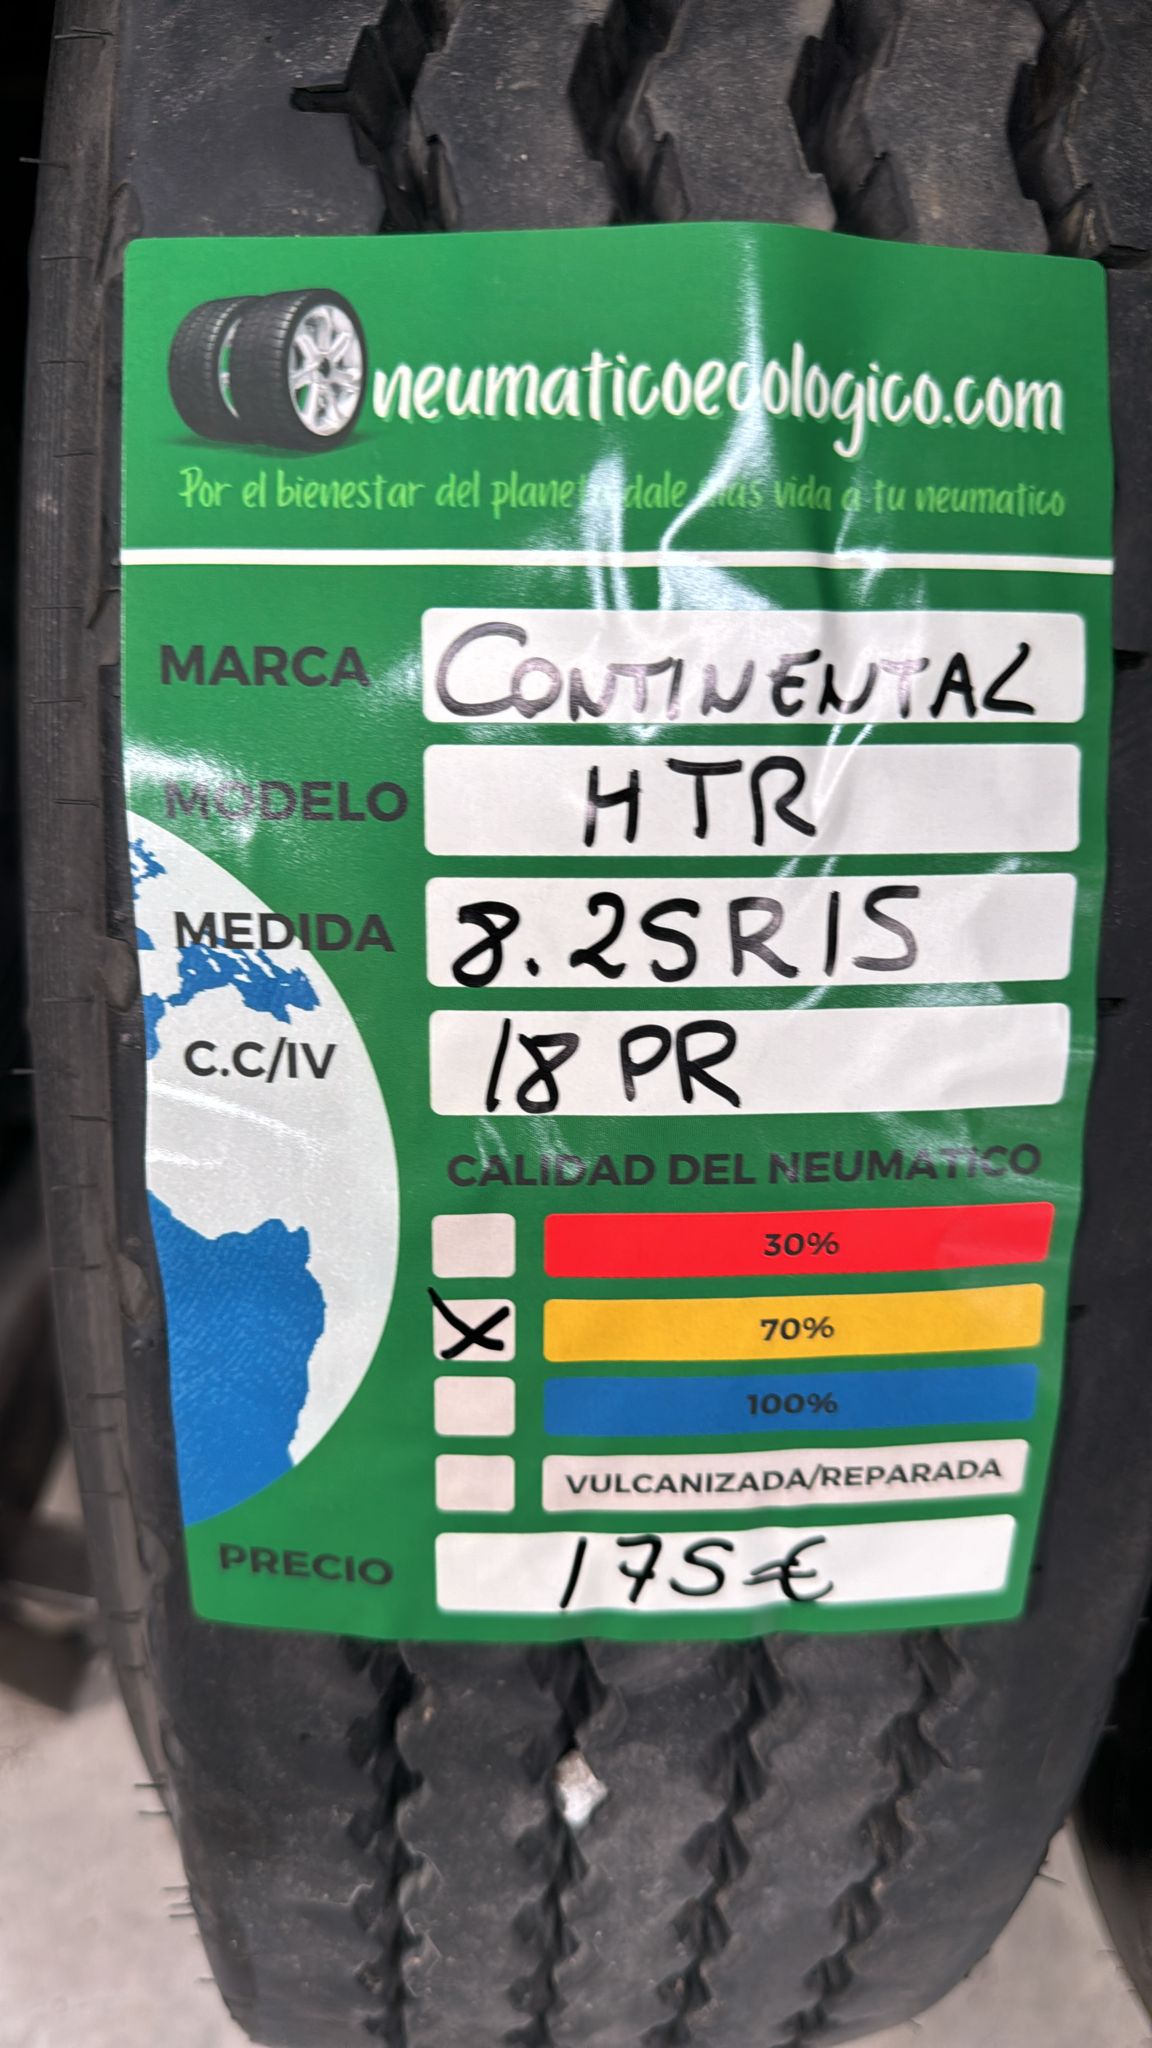 neumaticoecologico.com
Por el bienestar del planeta dale mas vida a tu neumatico
MARCA CONTINENTAL
MODELO HTR
MEDIDA 8.25R15
C.C/IV 18 PR
CALIDAD DEL NEUMATICO
30%
X 70%
100%
VULCANIZADA/REPARADA
PRECIO 175€